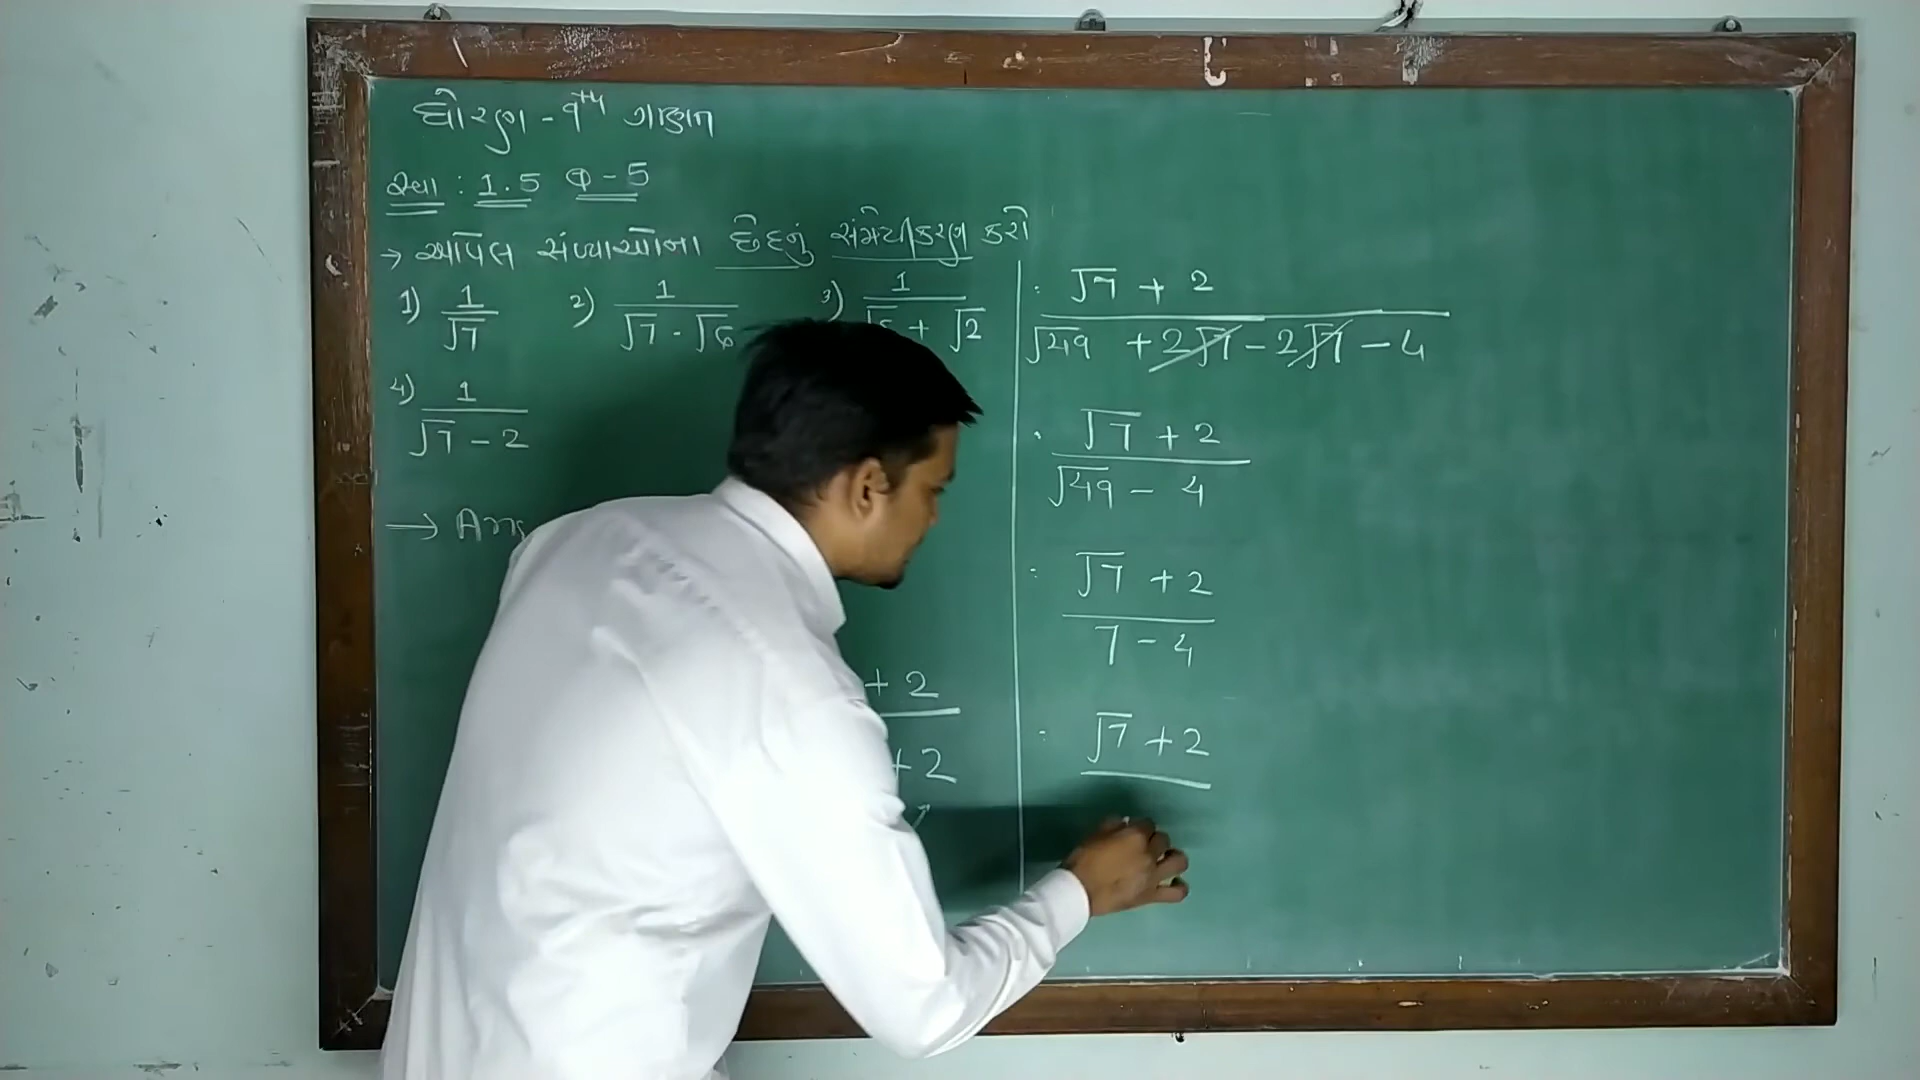 ધોરણ - 9th ગણિત
સ્વા : 1.5 Q - 5
→ આપેલ સંખ્યાઓના છેદનું સંમેયીકરણ કરો
1) 1/√7 2) 1/(√7 - √6) 3) 1/(√5 + √2)
4) 1/(√7 - 2)
→ Ans
+ 2
+ 2
: (√7 + 2)/(√49 + 2√7 - 2√7 - 4)
. (√7 + 2)/(√49 - 4)
: (√7 + 2)/(7 - 4)
: √7 + 2